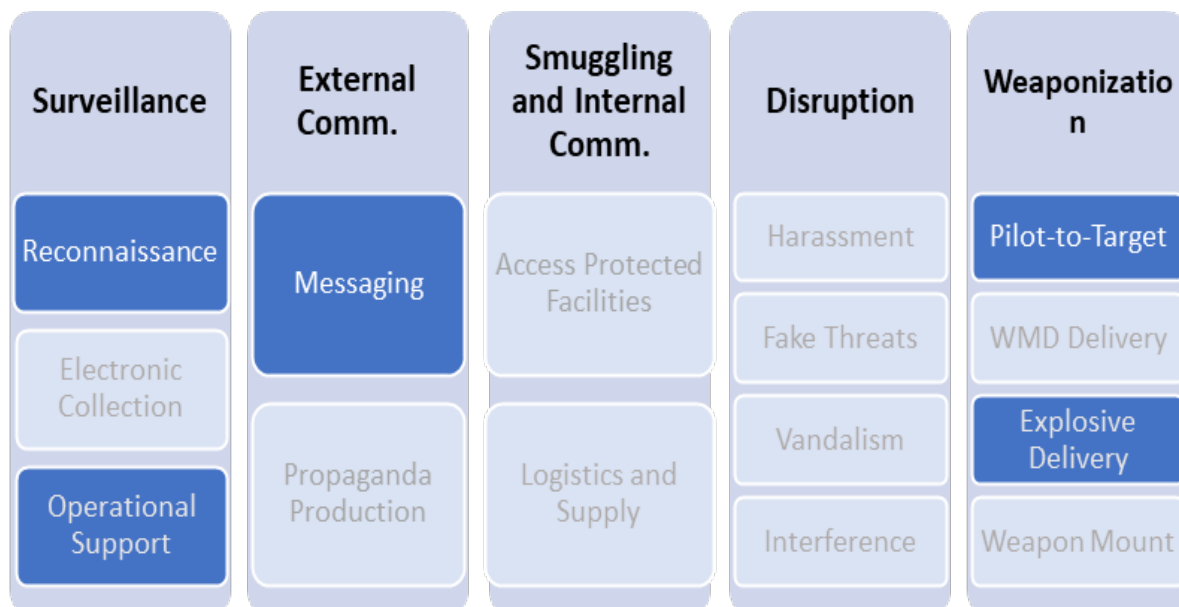 Surveillance
Reconnaissance
Electronic
Collection
Operational
Support
External
Comm.
Messaging
Propaganda
Production
Smuggling
and Internal
Comm.
Access Protected
Facilities
Logistics and
Supply
Disruption
Harassment
Fake Threats
Vandalism
Interference
Weaponizatio
n
Pilot-to-Target
WMD Delivery
Explosive
Delivery
Weapon Mount